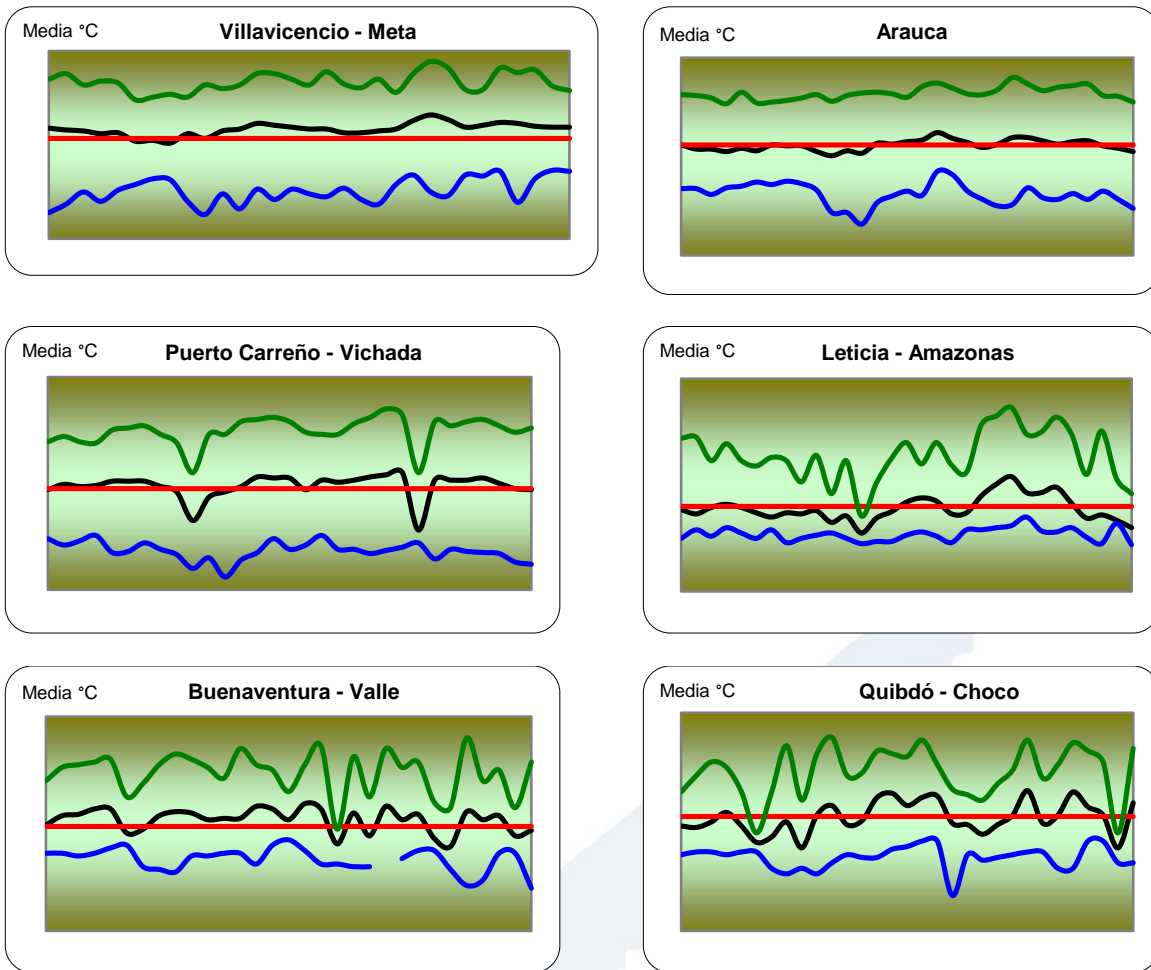 Media °C
Villavicencio - Meta
Media °C
Arauca
Media °C
Puerto Carreño - Vichada
Media °C
Leticia - Amazonas
Media °C
Buenaventura - Valle
Media °C
Quibdó - Choco